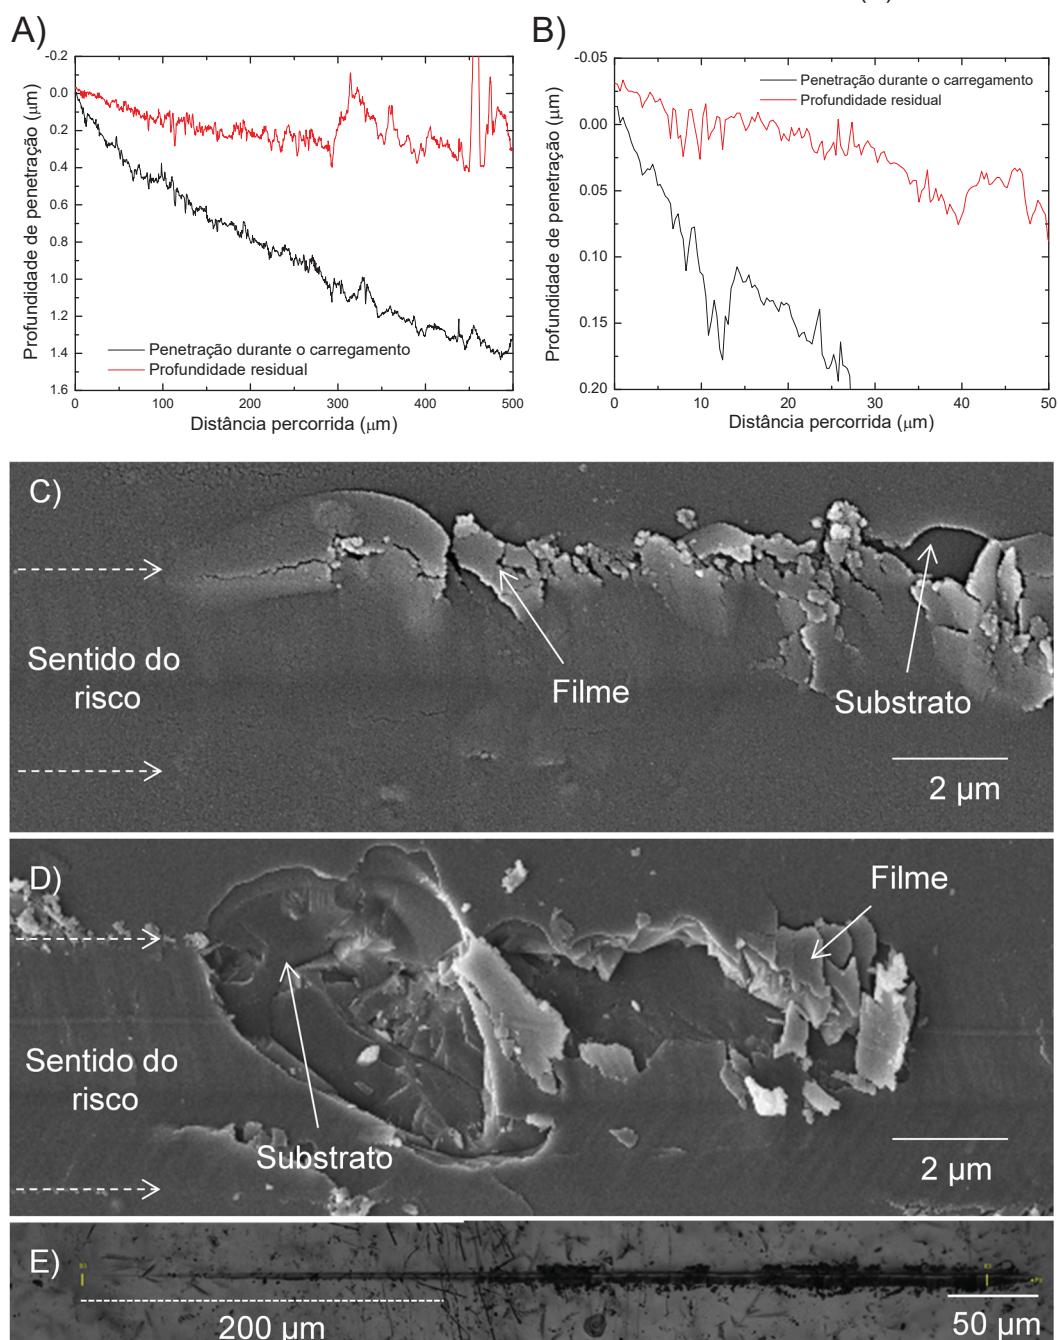 A)
-0.2
0.0
0.2
0.4
0.6
0.8
1.0
1.2
1.4
1.6
Profundidade de penetração (μm)
Penetração durante o carregamento
Profundidade residual
0 100 200 300 400 500
Distância percorrida (μm)
B)
-0.05
0.00
0.05
0.10
0.15
0.20
Profundidade de penetração (μm)
Penetração durante o carregamento
Profundidade residual
0 10 20 30 40 50
Distância percorrida (μm)
C)
Sentido do
risco
Filme
Substrato
2 μm
D)
Filme
Sentido do
risco
Substrato
2 μm
E)
200 μm
50 μm